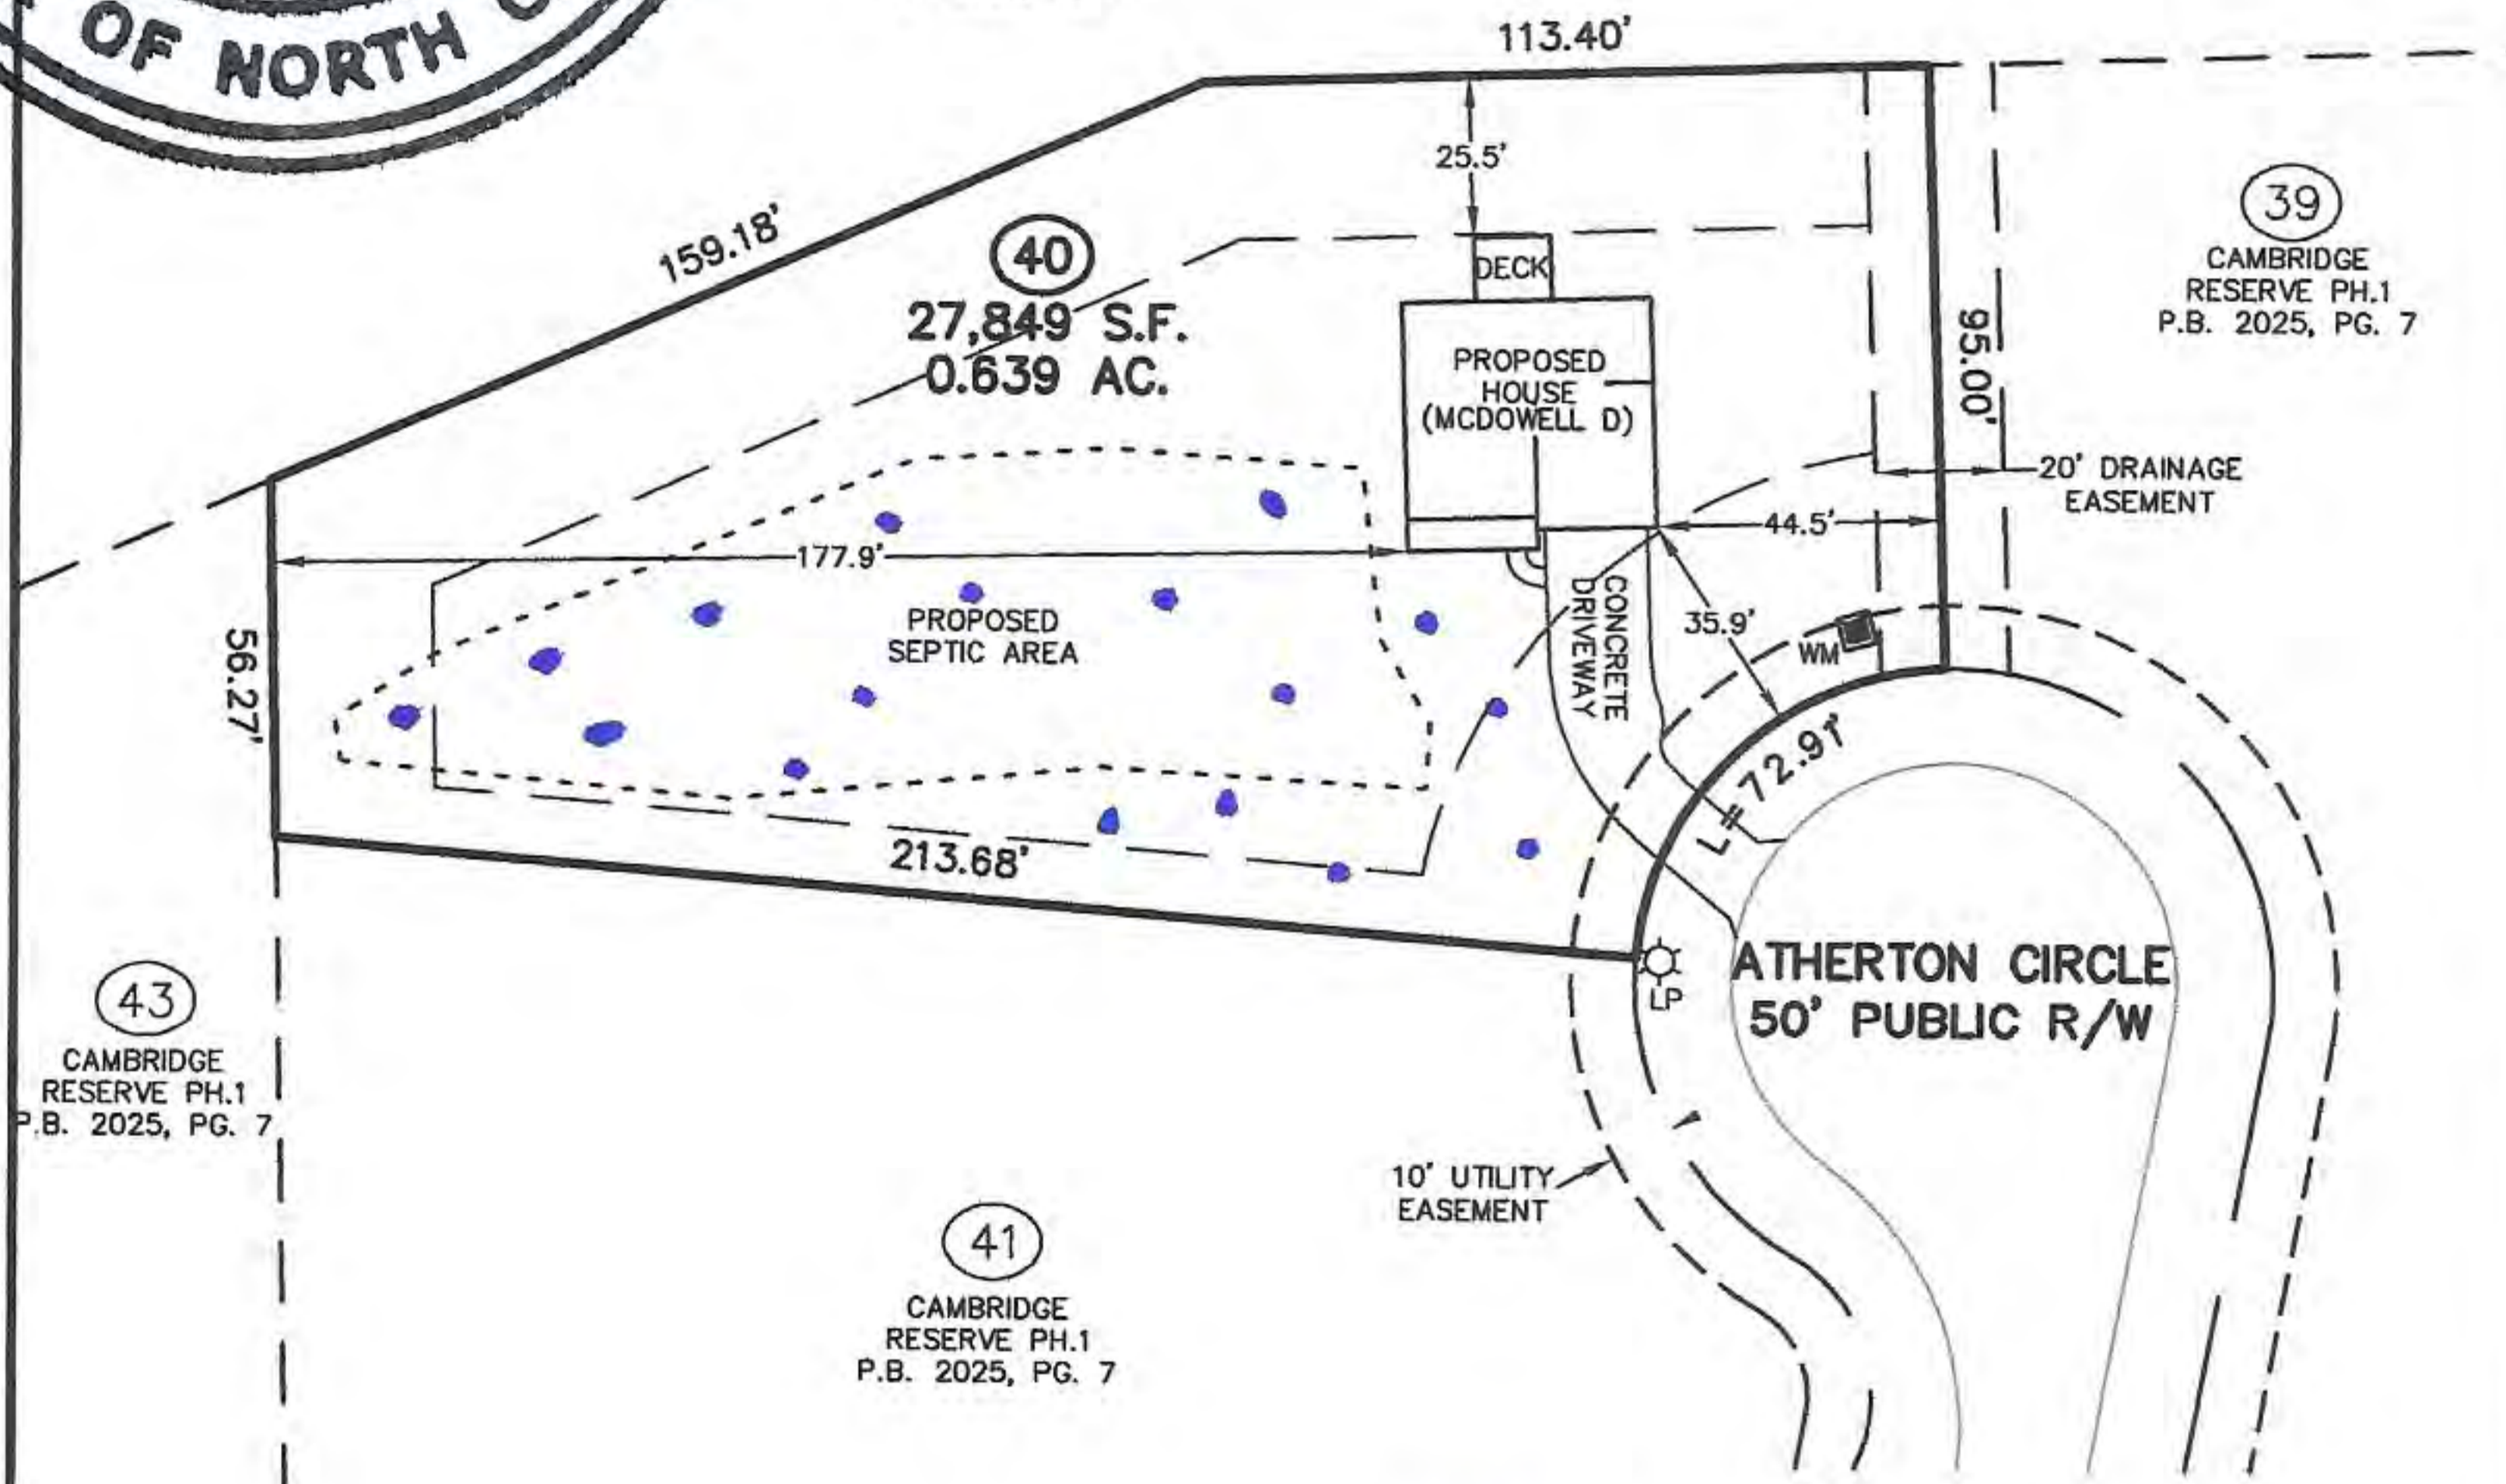 OF NORTH
113.40'
25.5'
159.18'
40
27,849 S.F.
0.639 AC.
DECK
PROPOSED
HOUSE
(MCDOWELL D)
39
CAMBRIDGE
RESERVE PH.1
P.B. 2025, PG. 7
95.00'
20' DRAINAGE
EASEMENT
44.5'
177.9'
PROPOSED
SEPTIC AREA
CONCRETE
DRIVEWAY
35.9'
WM
56.27'
L=72.91'
213.68'
ATHERTON CIRCLE
50' PUBLIC R/W
LP
43
CAMBRIDGE
RESERVE PH.1
P.B. 2025, PG. 7
10' UTILITY
EASEMENT
41
CAMBRIDGE
RESERVE PH.1
P.B. 2025, PG. 7